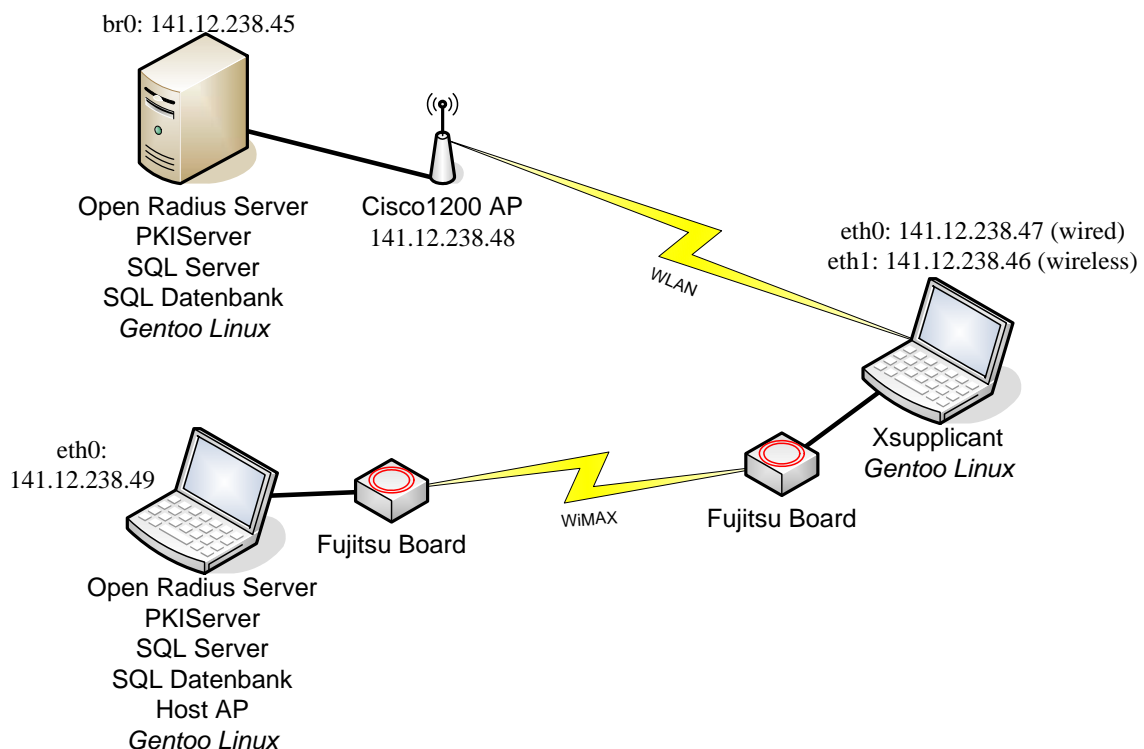 br0: 141.12.238.45
Open Radius Server
PKIServer
SQL Server
SQL Datenbank
Gentoo Linux
Cisco1200 AP
141.12.238.48
WLAN
eth0: 141.12.238.47 (wired)
eth1: 141.12.238.46 (wireless)
Xsupplicant
Gentoo Linux
eth0:
141.12.238.49
Fujitsu Board
WiMAX
Fujitsu Board
Open Radius Server
PKIServer
SQL Server
SQL Datenbank
Host AP
Gentoo Linux